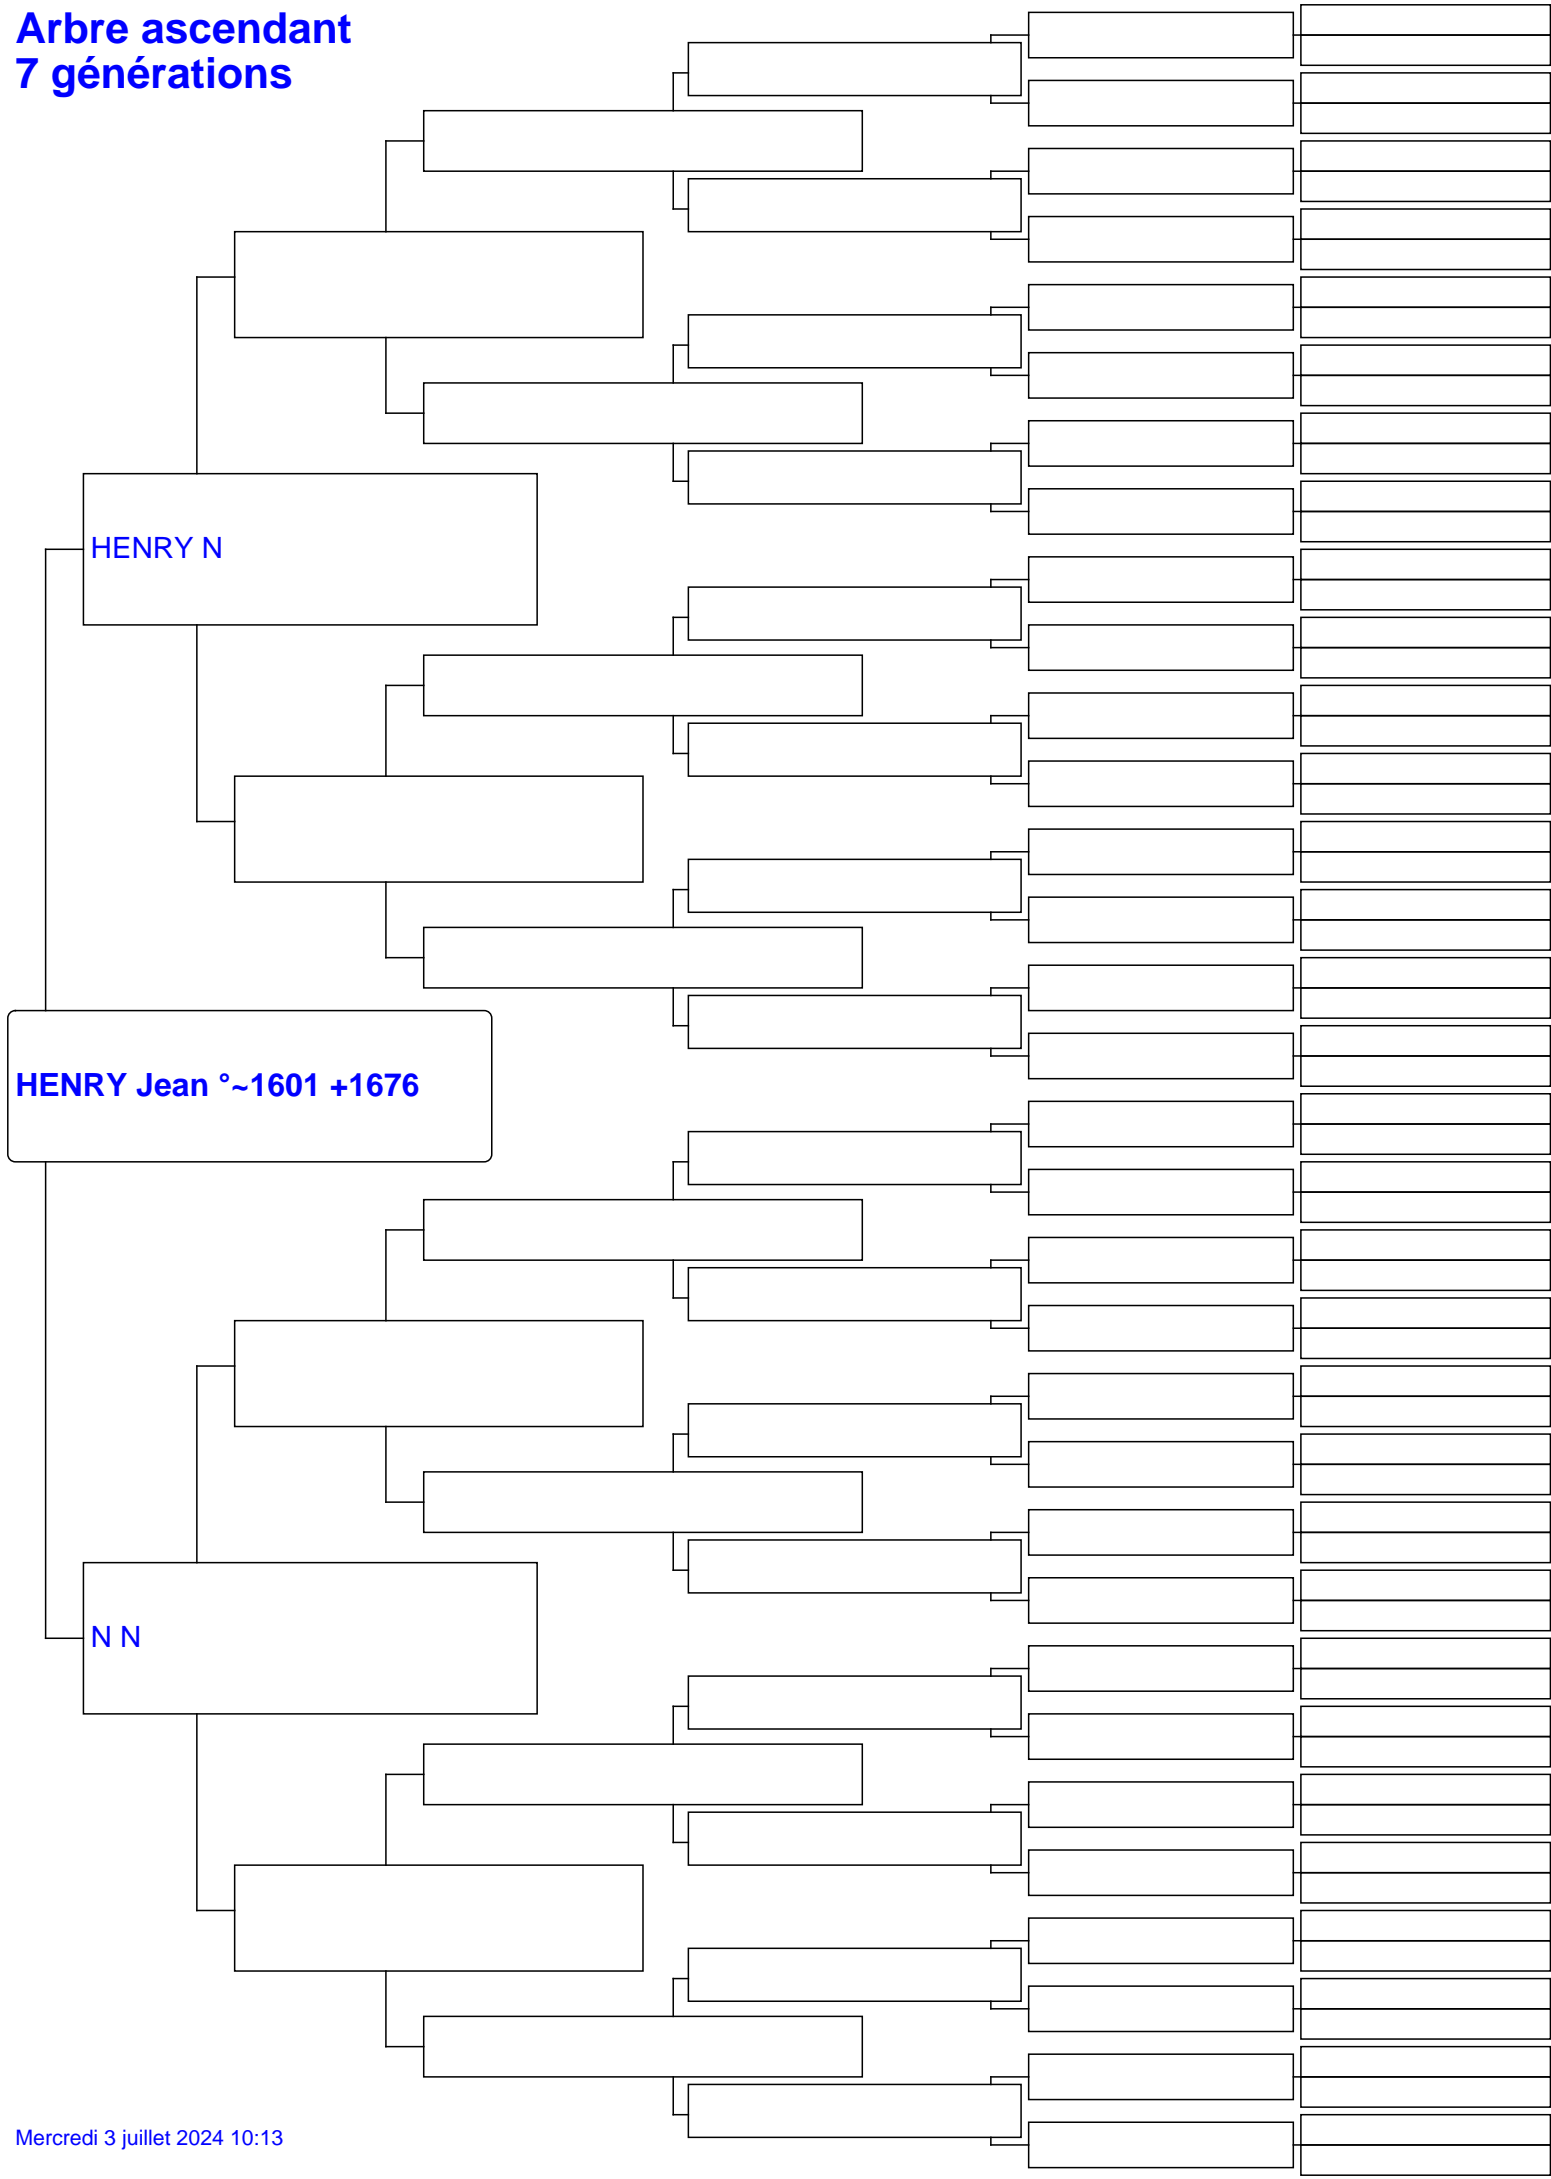 Arbre ascendant
7 générations
HENRY N
HENRY Jean °~1601 +1676
N N
Mercredi 3 juillet 2024 10:13